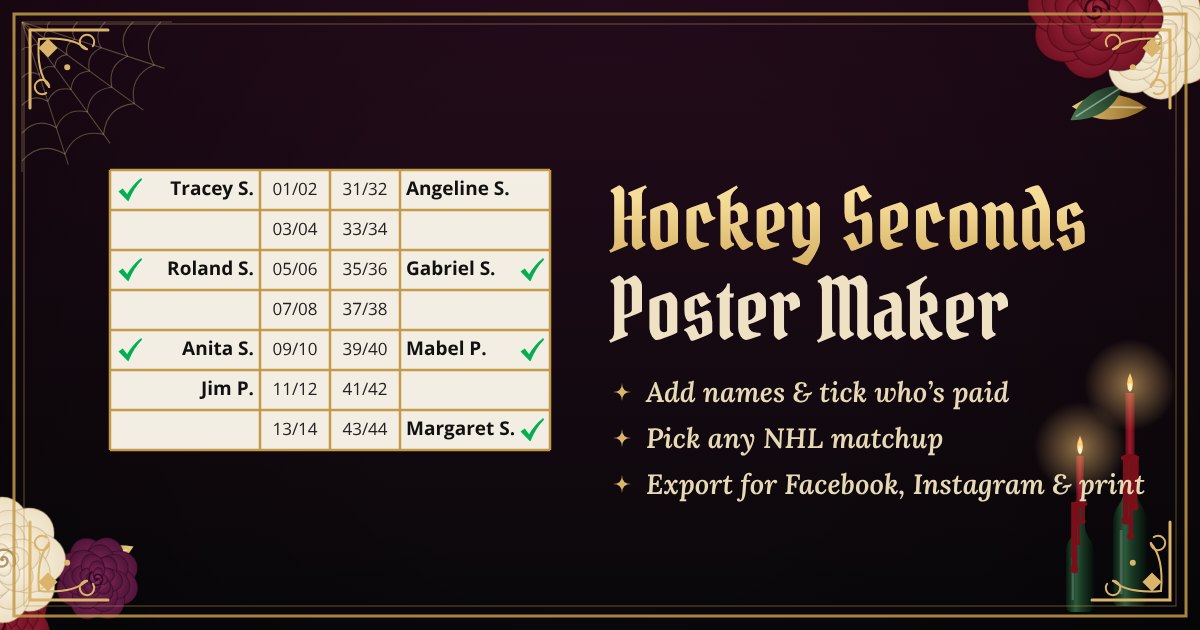 Tracey S. 01/02 31/32 Angeline S.
03/04 33/34
Roland S. 05/06 35/36 Gabriel S.
07/08 37/38
Anita S. 09/10 39/40 Mabel P.
Jim P. 11/12 41/42
13/14 43/44 Margaret S.
Hockey Seconds
Poster Maker
Add names & tick who’s paid
Pick any NHL matchup
Export for Facebook, Instagram & print